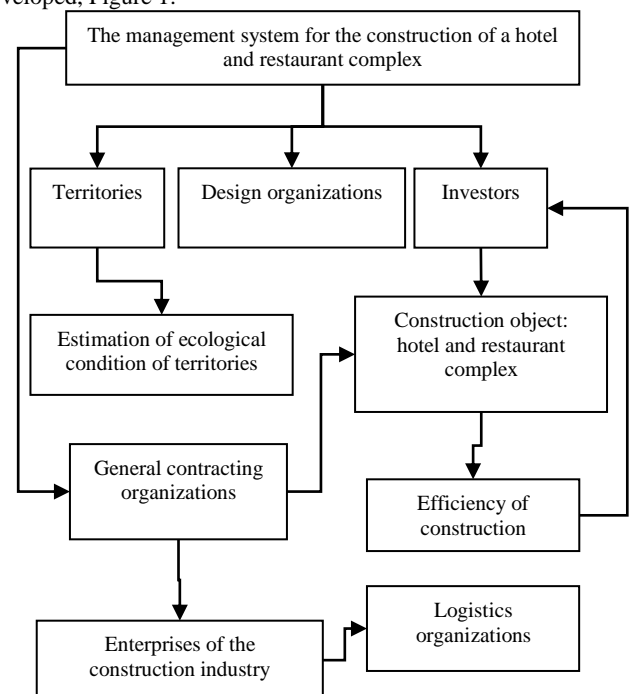 veloped, Figure 1.
The management system for the construction of a hotel
and restaurant complex
Territories
Design organizations
Investors
Estimation of ecological
condition of territories
Construction object:
hotel and restaurant
complex
General contracting
organizations
Efficiency of
construction
Enterprises of the
construction industry
Logistics
organizations